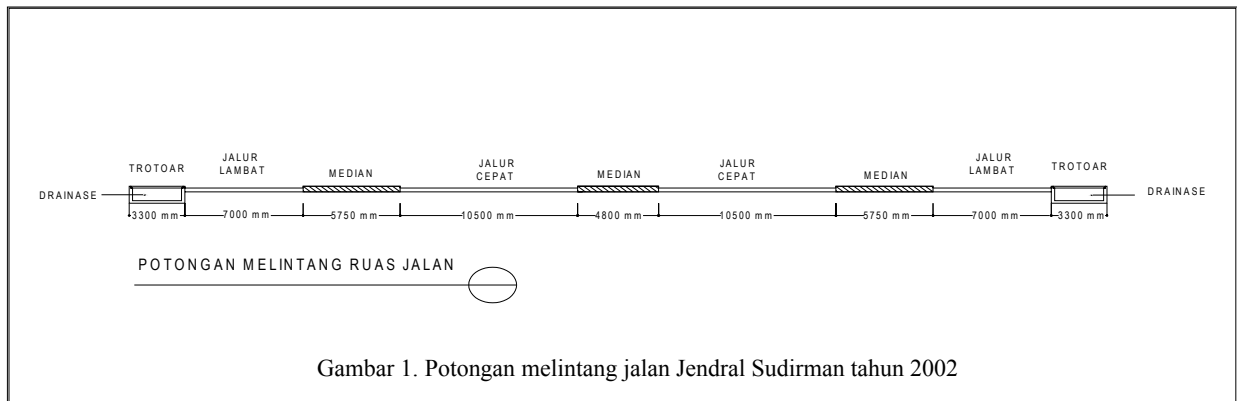 TROTOAR
JALUR
LAMBAT
MEDIAN
JALUR
CEPAT
MEDIAN
JALUR
CEPAT
MEDIAN
JALUR
LAMBAT
TROTOAR
DRAINASE
DRAINASE
3300 mm 7000 mm 5750 mm 10500 mm 4800 mm 10500 mm 5750 mm 7000 mm 3300 mm
POTONGAN MELINTANG RUAS JALAN
Gambar 1. Potongan melintang jalan Jendral Sudirman tahun 2002